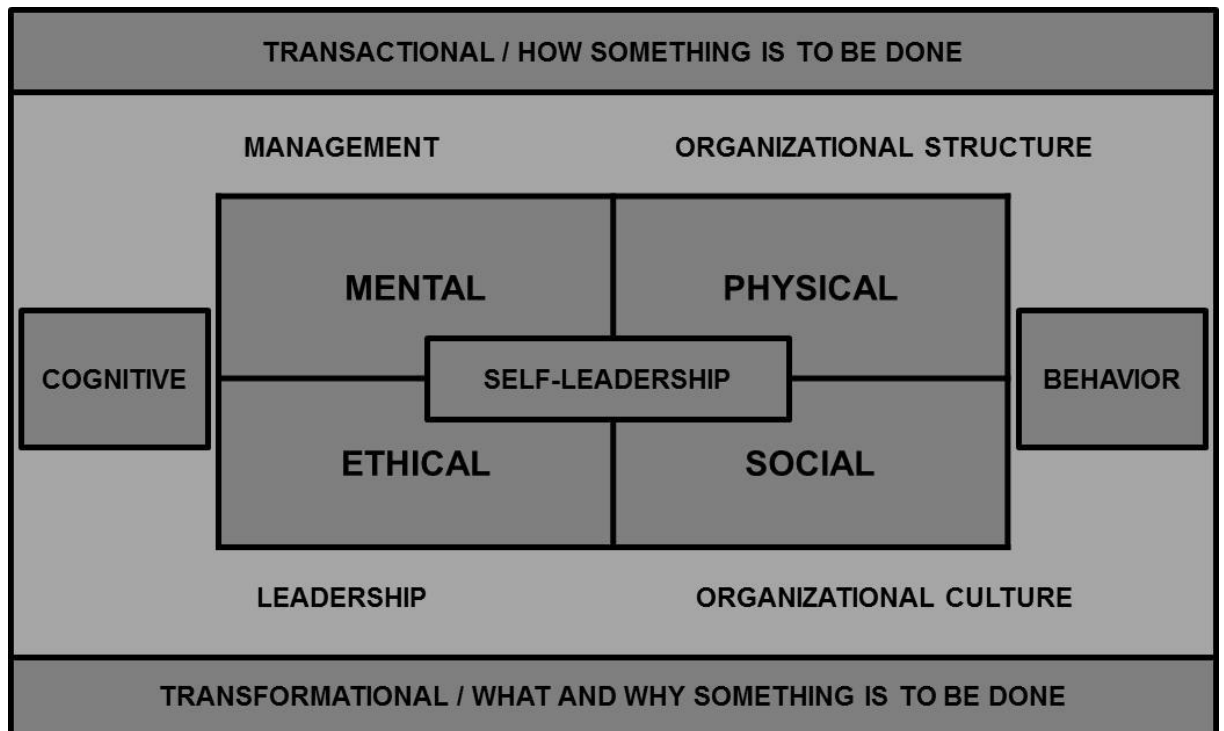 TRANSACTIONAL / HOW SOMETHING IS TO BE DONE
MANAGEMENT
ORGANIZATIONAL STRUCTURE
MENTAL
PHYSICAL
COGNITIVE
SELF-LEADERSHIP
BEHAVIOR
ETHICAL
SOCIAL
LEADERSHIP
ORGANIZATIONAL CULTURE
TRANSFORMATIONAL / WHAT AND WHY SOMETHING IS TO BE DONE